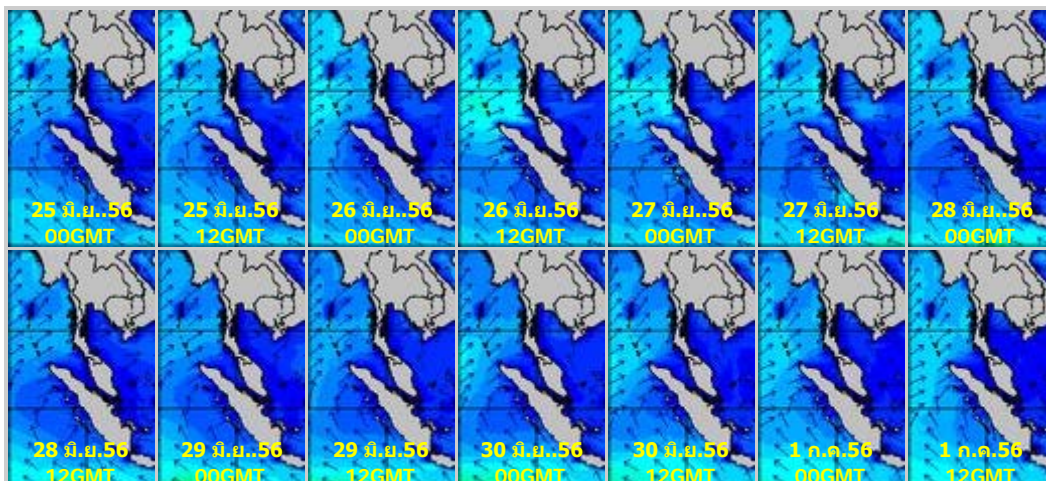 25 มิ.ย..56
00GMT
25 มิ.ย.56
12GMT
26 มิ.ย..56
00GMT
26 มิ.ย.56
12GMT
27 มิ.ย..56
00GMT
27 มิ.ย.56
12GMT
28 มิ.ย..56
00GMT
28 มิ.ย.56
12GMT
29 มิ.ย..56
00GMT
29 มิ.ย.56
12GMT
30 มิ.ย..56
00GMT
30 มิ.ย.56
12GMT
1 ก.ค.56
00GMT
1 ก.ค.56
12GMT